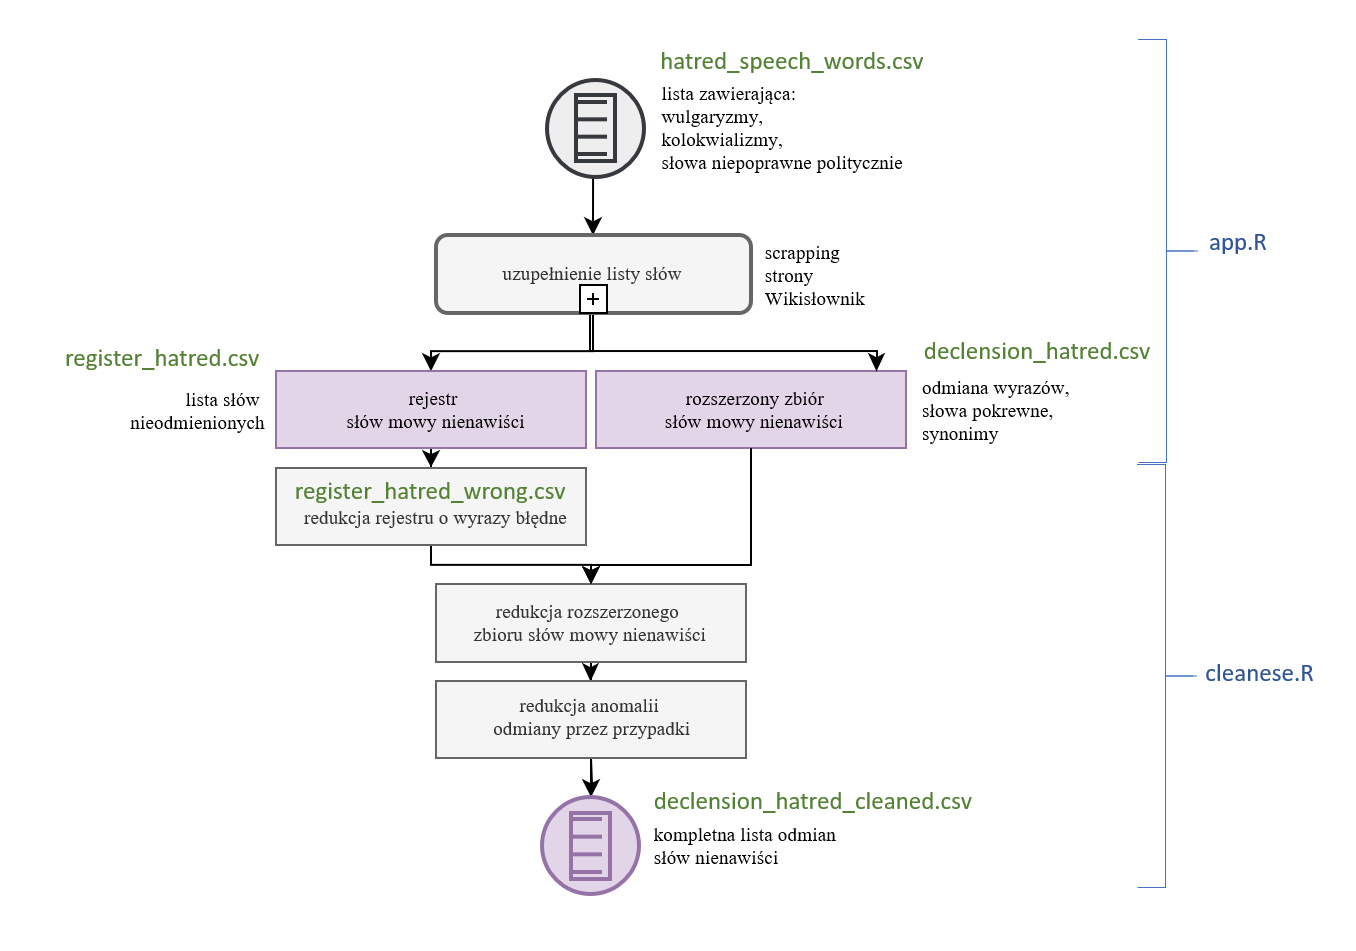 hatred_speech_words.csv
lista zawierająca:
wulgaryzmy,
kolokwializmy,
słowa niepoprawne politycznie
app.R
uzupełnienie listy słów
scrapping
strony
Wikisłownik
register_hatred.csv
lista słów
nieodmienionych
rejestr
słów mowy nienawiści
rozszerzony zbiór
słów mowy nienawiści
declension_hatred.csv
odmiana wyrazów,
słowa pokrewne,
synonimy
register_hatred_wrong.csv
redukcja rejestru o wyrazy błędne
redukcja rozszerzonego
zbioru słów mowy nienawiści
cleanese.R
redukcja anomalii
odmiany przez przypadki
declension_hatred_cleaned.csv
kompletna lista odmian
słów nienawiści